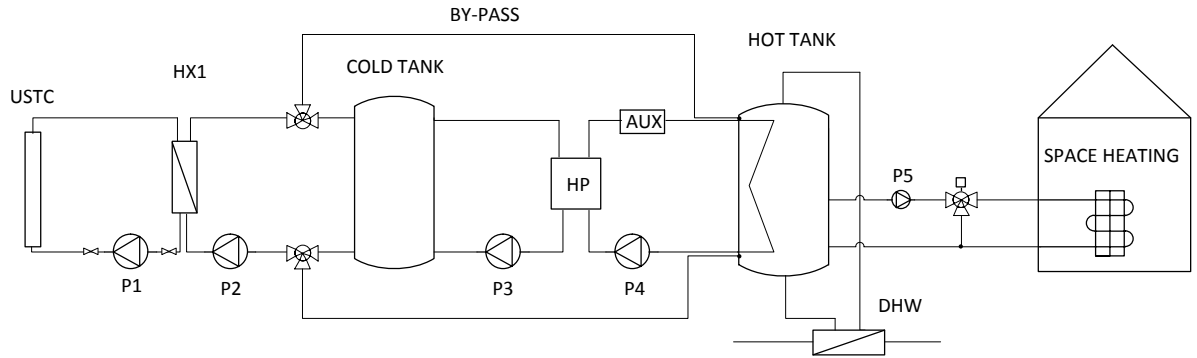 BY-PASS
HOT TANK
HX1
COLD TANK
USTC
AUX
SPACE HEATING
HP
P5
P1
P2
P3
P4
DHW